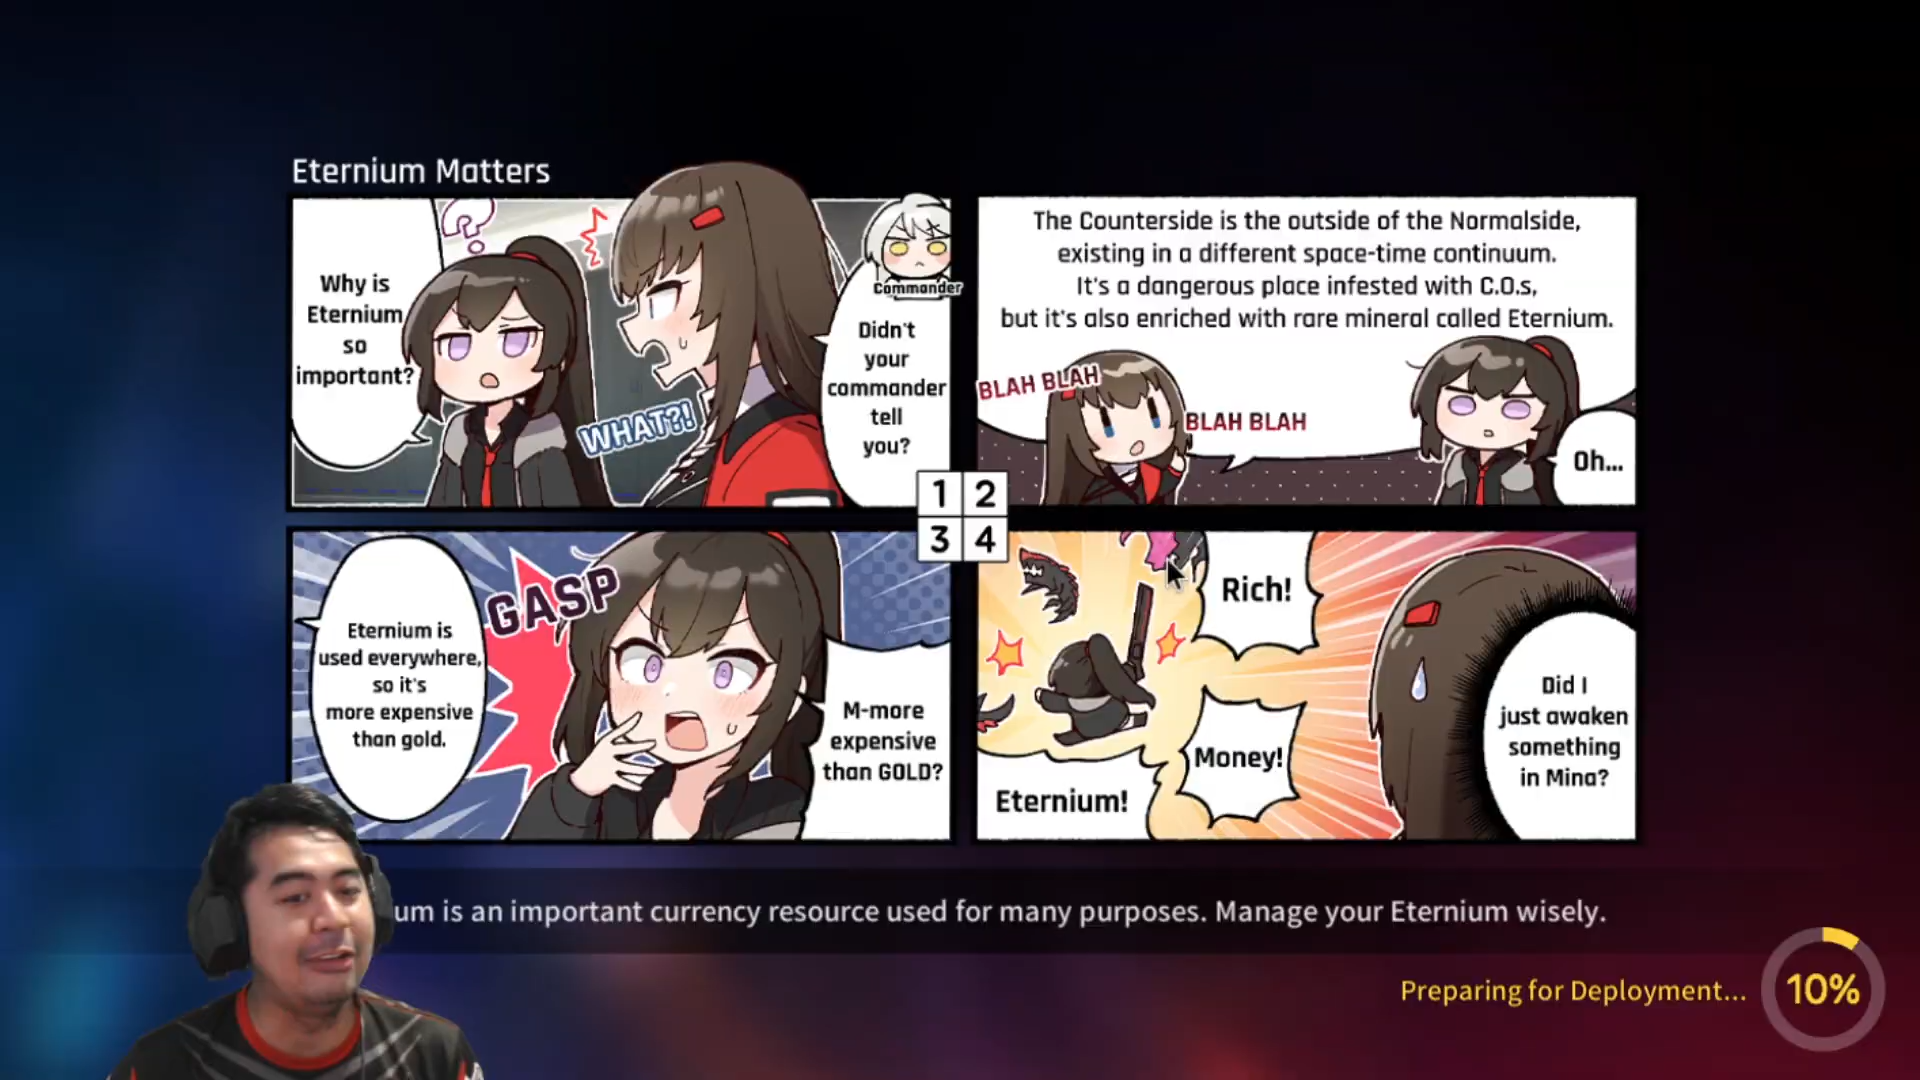 Eternium Matters
Why is
Eternium
so
important?
?
WHAT?!
Commander
Didn't
your
commander
tell
you?
The Counterside is the outside of the Normalside,
existing in a different space-time continuum.
It's a dangerous place infested with C.O.s,
but it's also enriched with rare mineral called Eternium.
BLAH BLAH
BLAH BLAH
Oh...
1 2
3 4
Eternium is
used everywhere,
so it's
more expensive
than gold.
GASP
M-more
expensive
than GOLD?
Rich!
Money!
Eternium!
Did I
just awaken
something
in Mina?
um is an important currency resource used for many purposes. Manage your Eternium wisely.
Preparing for Deployment...
10%